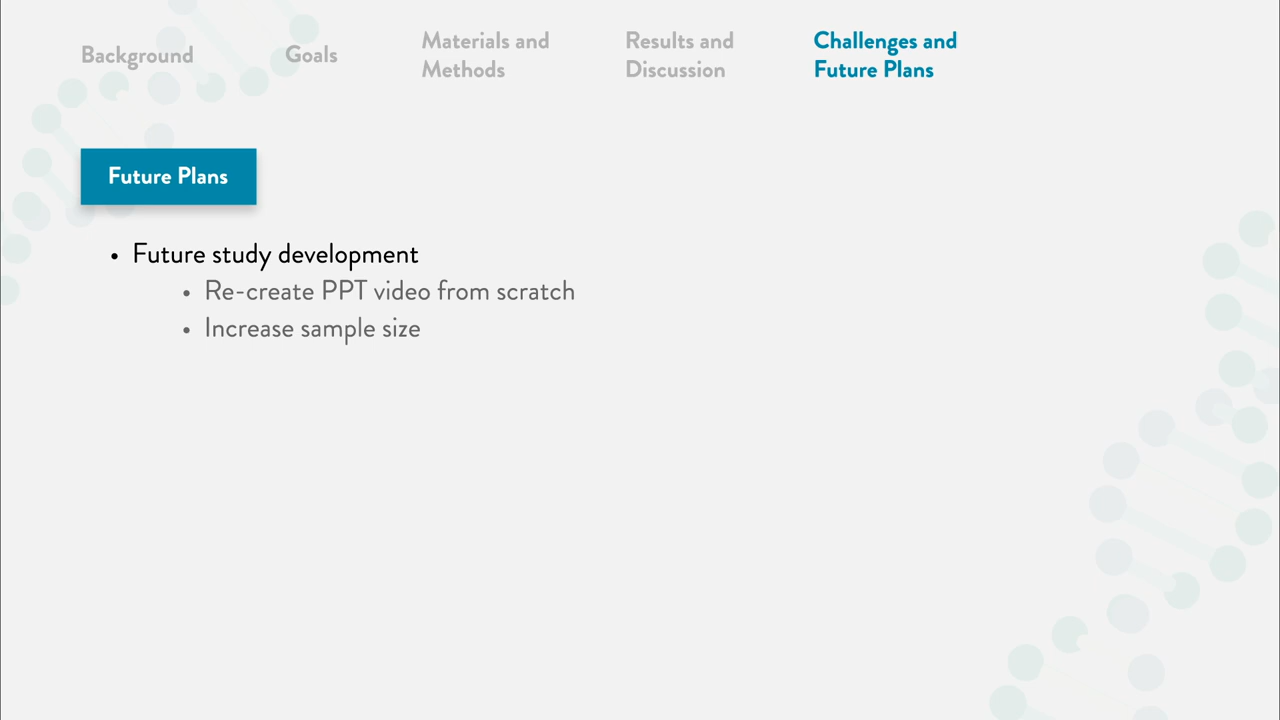 Background
Goals
Materials and
Methods
Results and
Discussion
Challenges and
Future Plans
Future Plans
• Future study development
• Re-create PPT video from scratch
• Increase sample size